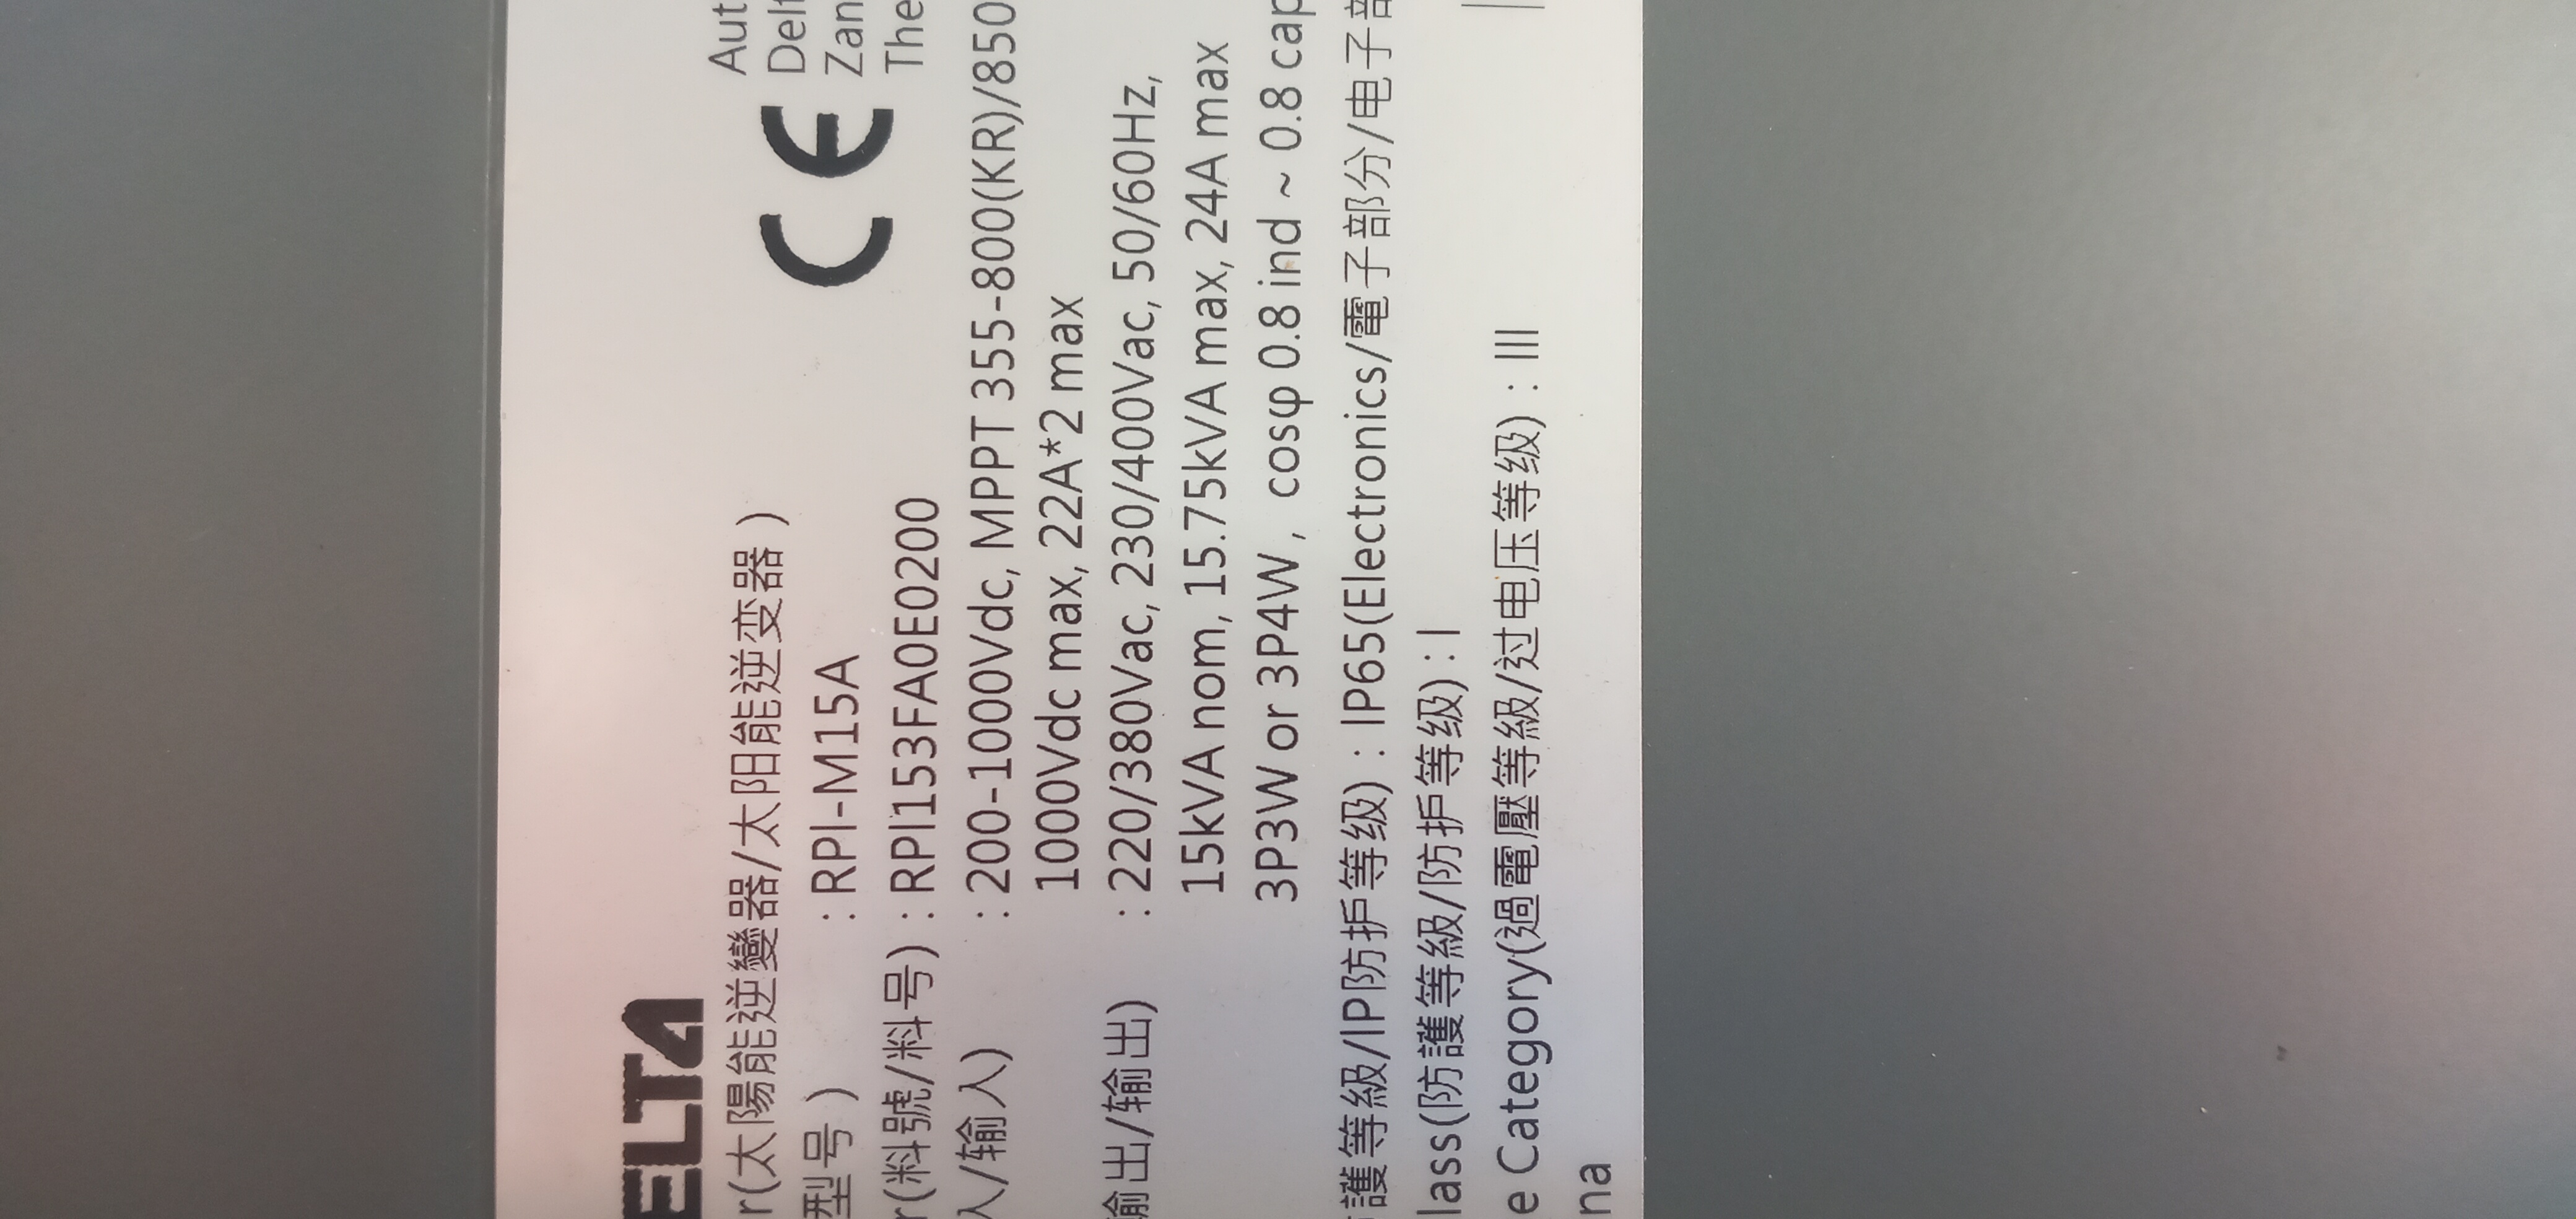 ELTA
r(太陽能逆變器/太阳能逆变器)
型号) : RPI-M15A
r(料號/料号) : RPI153FA0E0200
入/输入) : 200-1000Vdc, MPPT 355-800(KR)/850
1000Vdc max, 22A*2 max
輸出/输出) : 220/380Vac, 230/400Vac, 50/60Hz,
15kVA nom, 15.75kVA max, 24A max
3P3W or 3P4W, cosφ 0.8 ind ~ 0.8 cap
護等級/IP防护等级) : IP65(Electronics/電子部分/电子部
lass(防護等級/防护等级) : I
e Category(過電壓等級/过电压等级) : III
na
CE
Aut
Delt
Zan
The